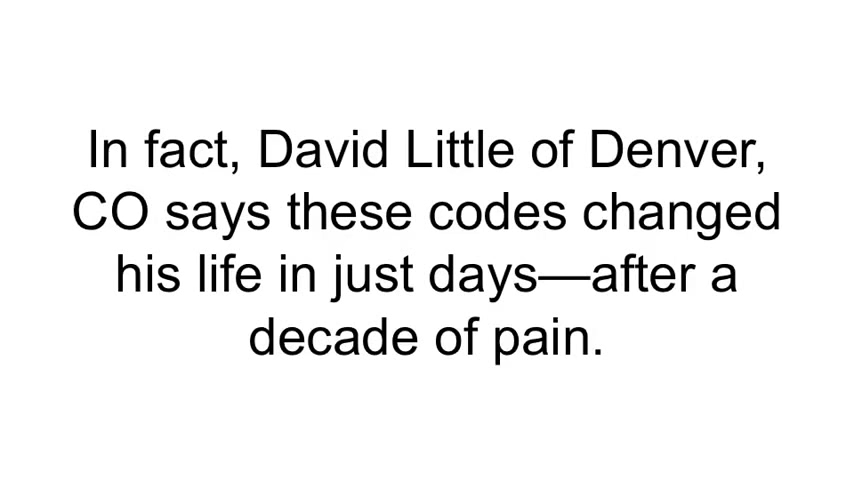 In fact, David Little of Denver,
CO says these codes changed
his life in just days—after a
decade of pain.